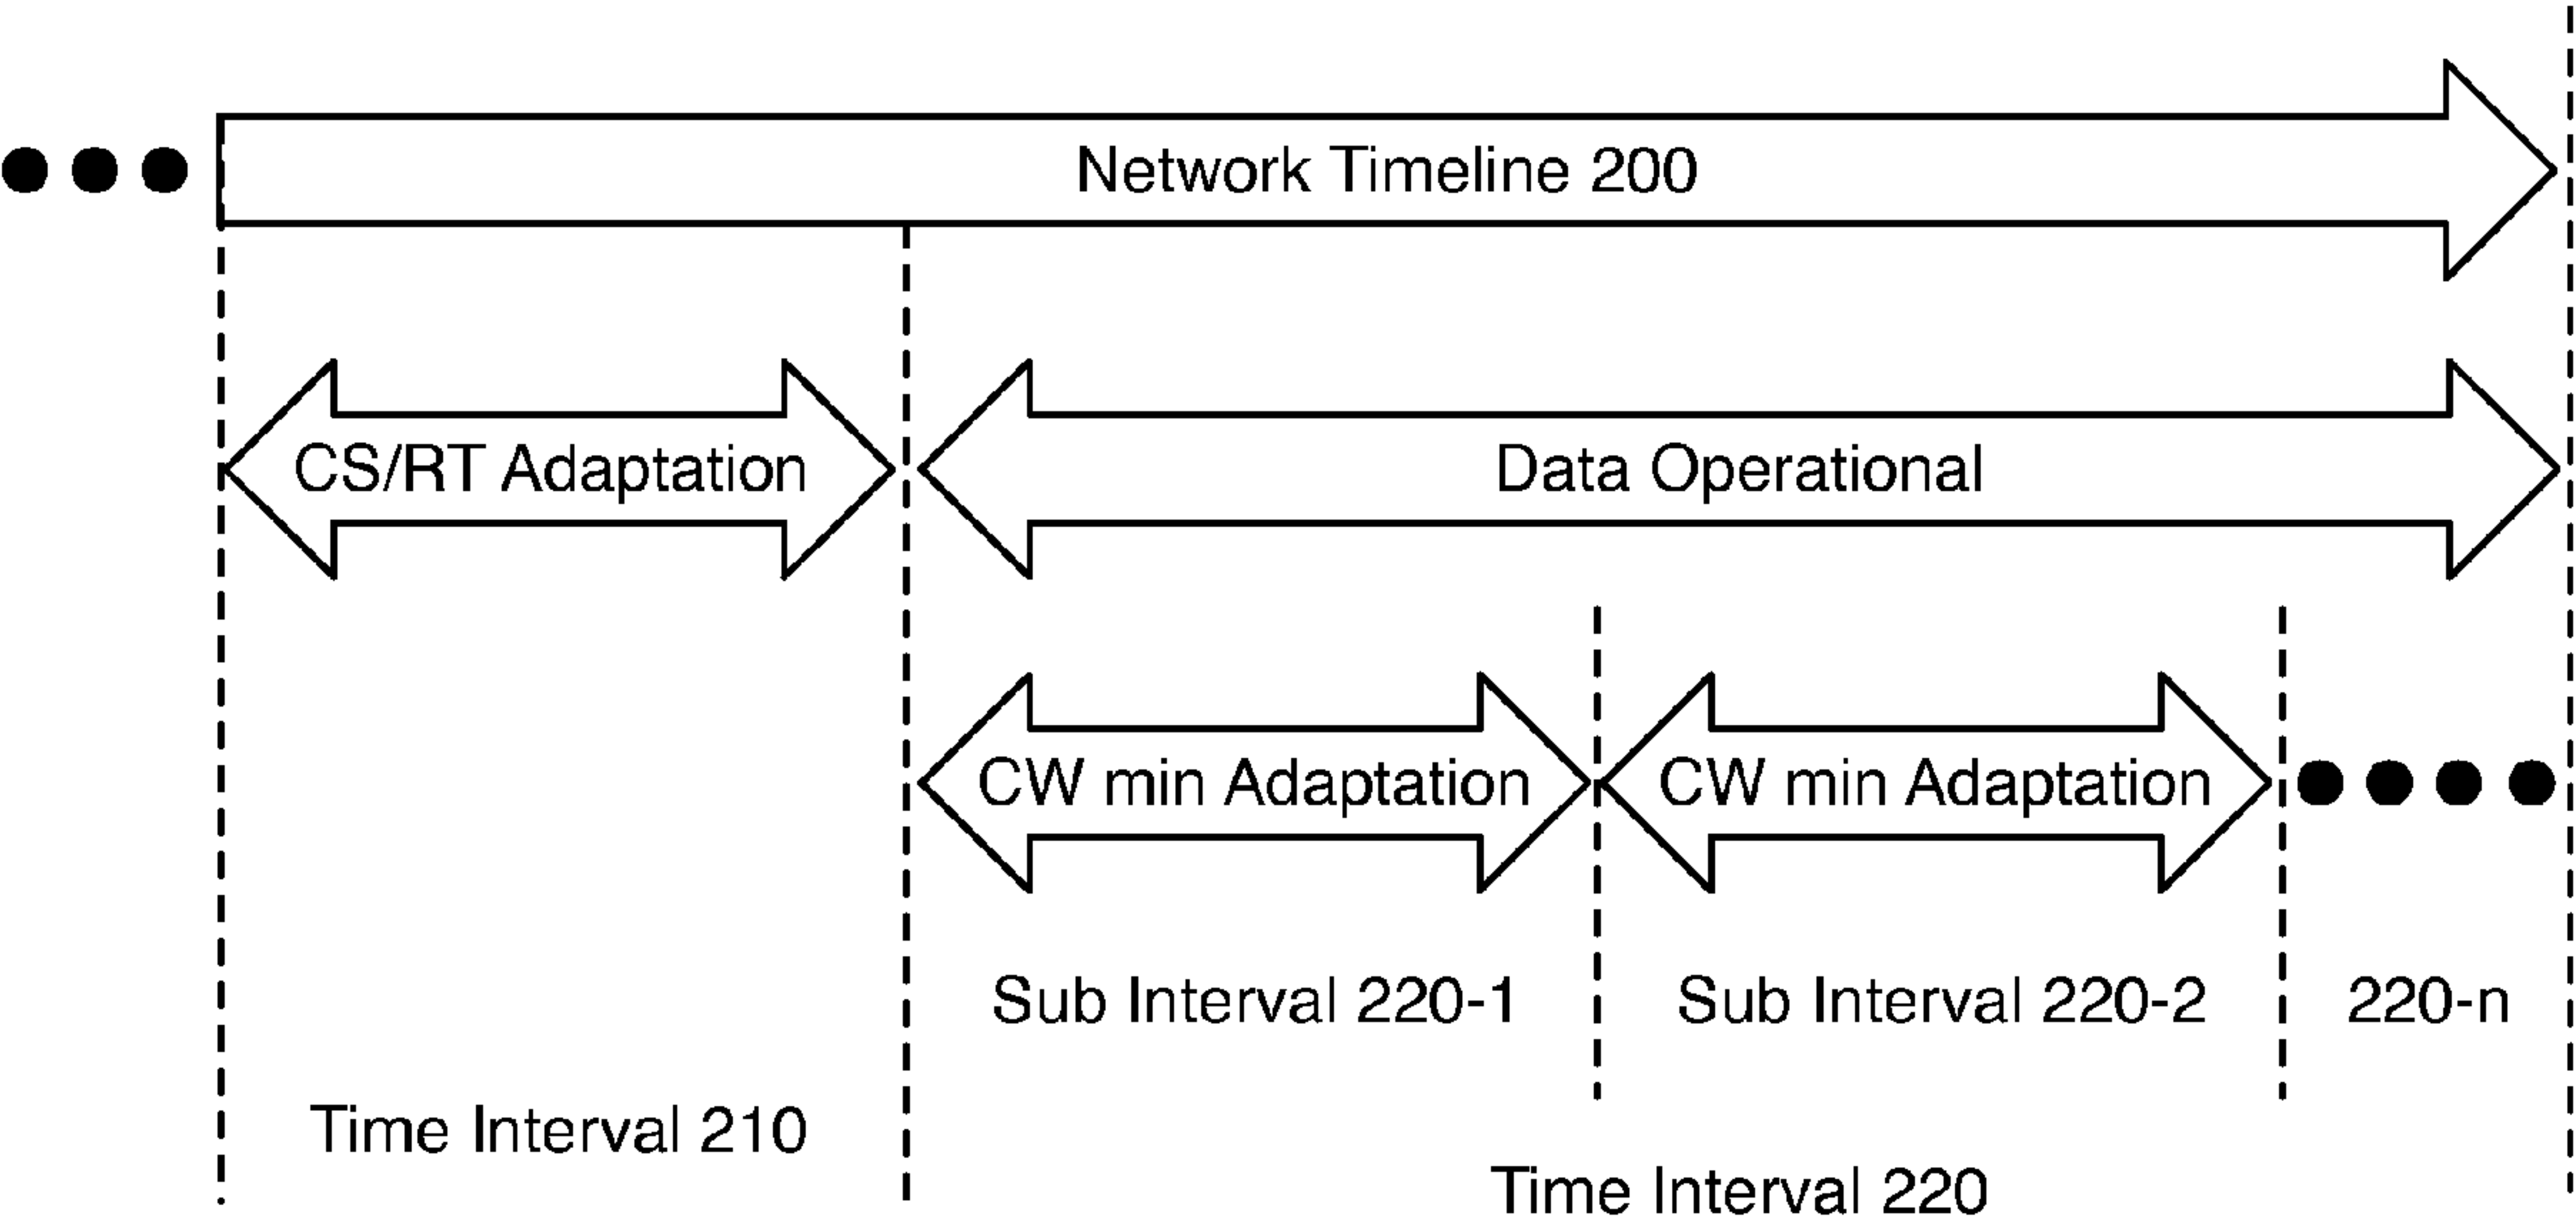 Network Timeline 200
CS/RT Adaptation
Data Operational
CW min Adaptation
CW min Adaptation
Sub Interval 220-1
Sub Interval 220-2
220-n
Time Interval 210
Time Interval 220